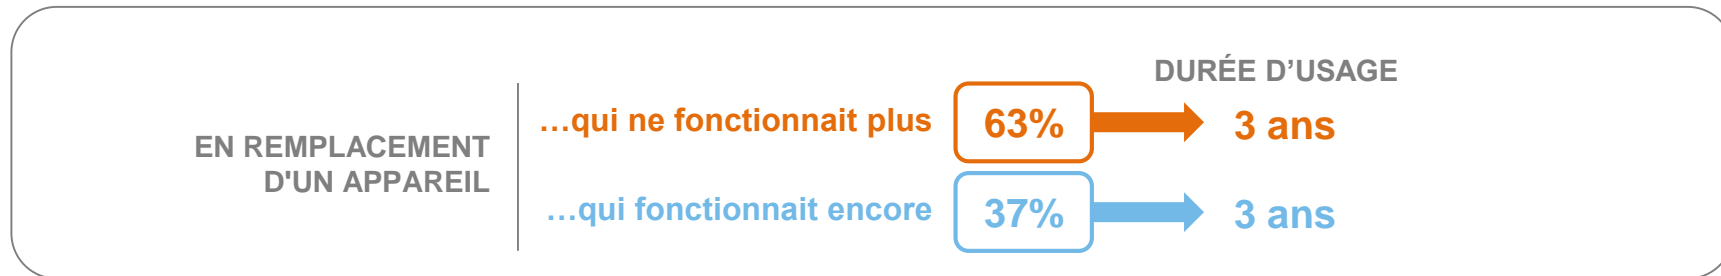 DURÉE D’USAGE
EN REMPLACEMENT
D'UN APPAREIL
…qui ne fonctionnait plus 63% 3 ans
…qui fonctionnait encore 37% 3 ans